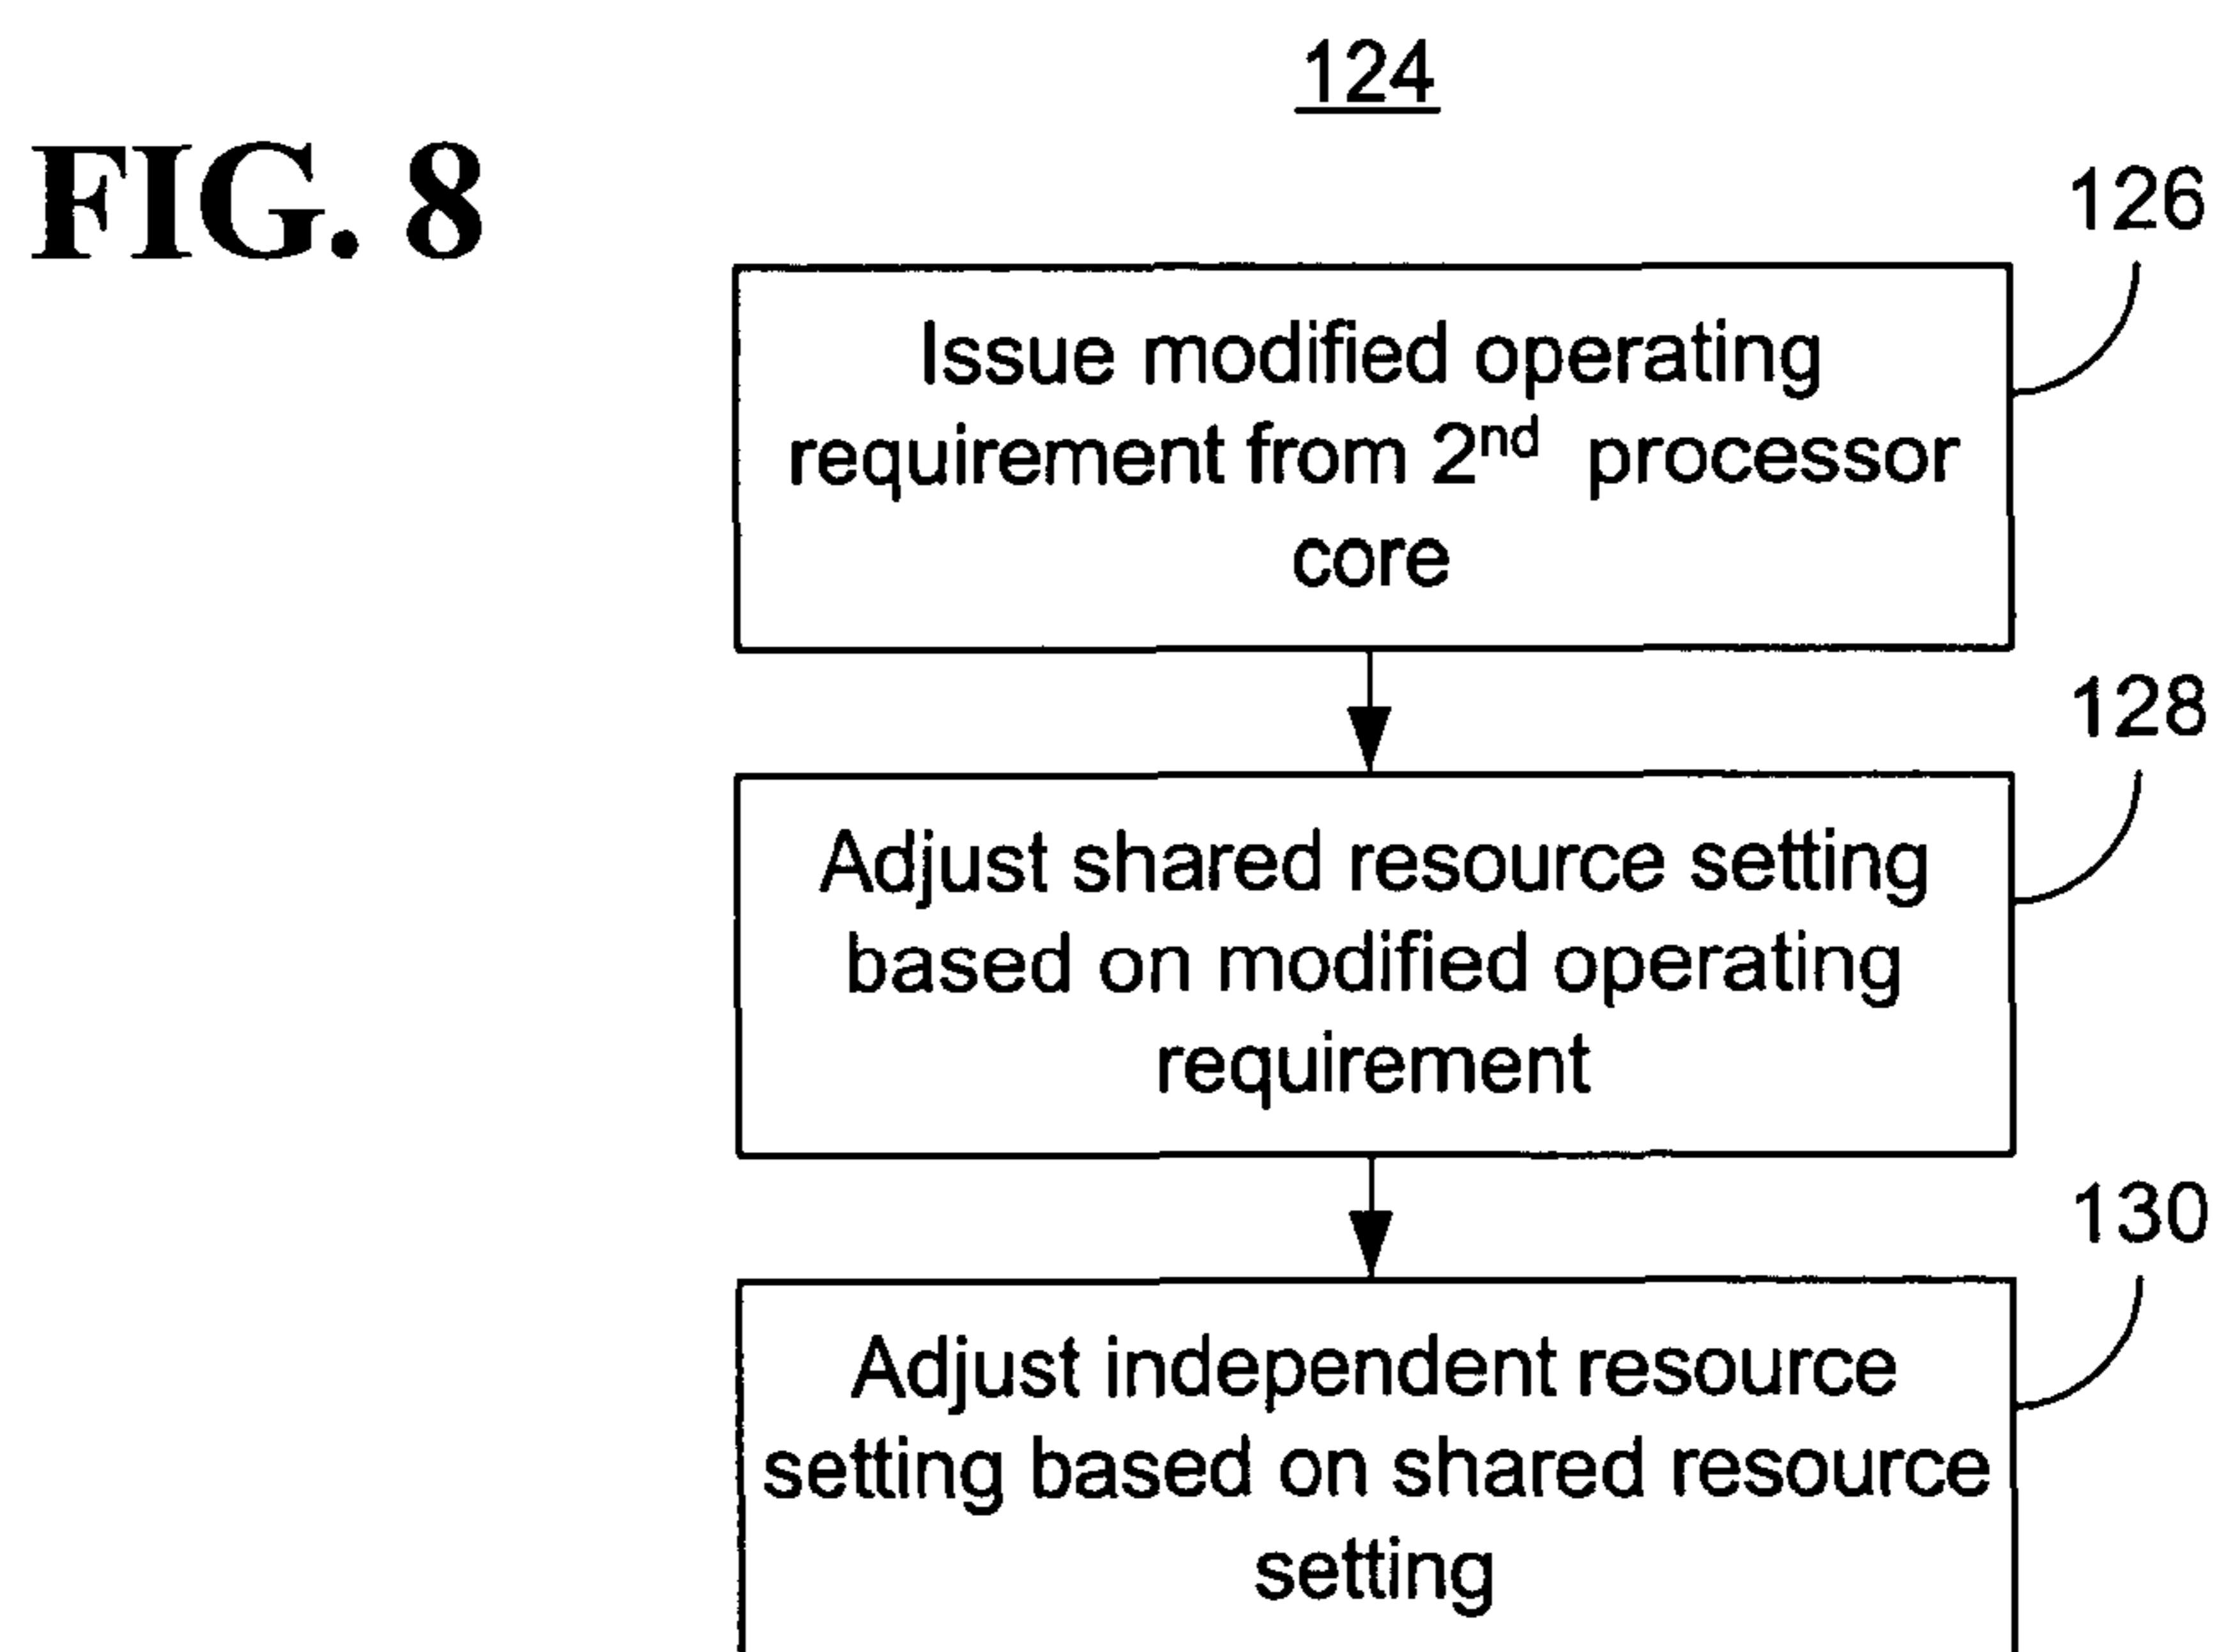 124
FIG. 8
126
Issue modified operating
requirement from 2nd processor
core
128
Adjust shared resource setting
based on modified operating
requirement
130
Adjust independent resource
setting based on shared resource
setting